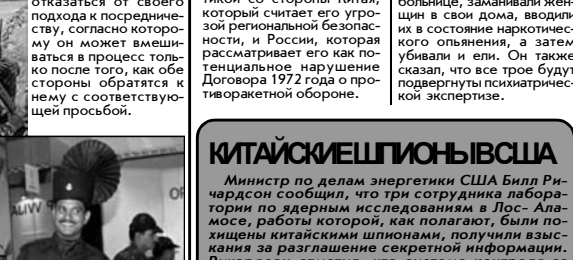 отказаться от своего
подхода к посредниче-
ству, согласно которо-
му он может вмеши-
ваться в процесс толь-
ко после того, как обе
стороны обратятся к
нему с соответствую-
щей просьбой.
тикой со стороны Китая,
который считает его угро-
зой региональной безопас-
ности, и России, которая
рассматривает его как по-
тенциальное нарушение
Договора 1972 года о про-
тиворакетной обороне.
больнице, заманивали жен-
щин в свои дома, вводили
их в состояние наркотичес-
кого опьянения, а затем
убивали и ели. Он также
сказал, что все трое будут
подвергнуты психиатричес-
кой экспертизе.
КИТАЙСКИЕ ШПИОНЫ В США
Министр по делам энергетики США Билл Ри-
чардсон сообщил, что три сотрудника лабора-
тории по ядерным исследованиям в Лос- Ала-
мосе, работы которой, как полагают, были по-
хищены китайскими шпионами, получили взыс-
кания за разглашение секретной информации.